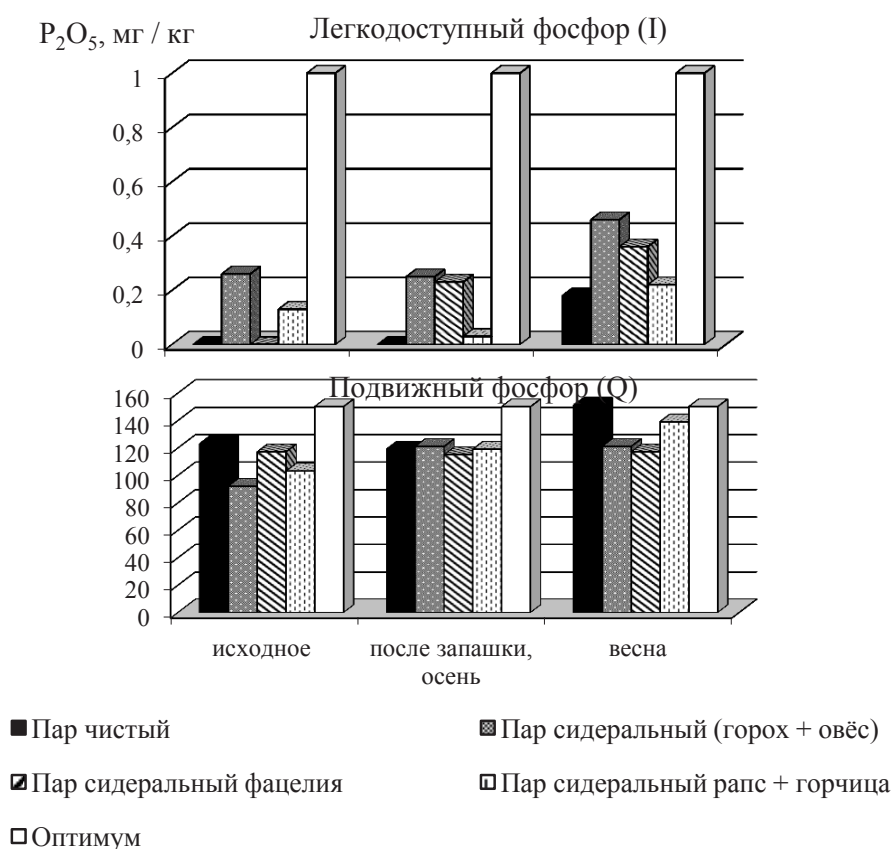 P₂O₅, мг / кг
Легкодоступный фосфор (I)
1
0,8
0,6
0,4
0,2
0
Подвижный фосфор (Q)
160
140
120
100
80
60
40
20
0
исходное
после запашки,
осень
весна
Пар чистый
Пар сидеральный (горох + овёс)
Пар сидеральный фацелия
Пар сидеральный рапс + горчица
Оптимум